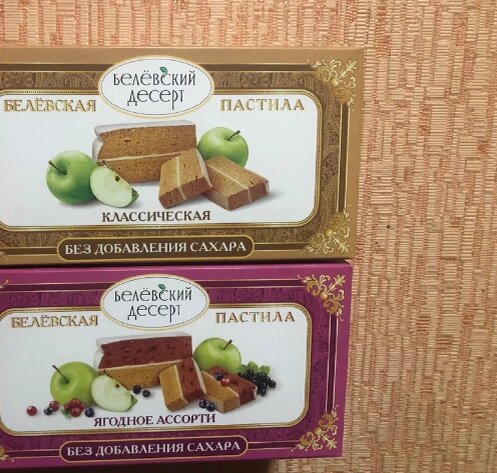 Белёвский
десерт
БЕЛЁВСКАЯ ПАСТИЛА
КЛАССИЧЕСКАЯ
БЕЗ ДОБАВЛЕНИЯ САХАРА
Белёвский
десерт
БЕЛЁВСКАЯ ПАСТИЛА
ЯГОДНОЕ АССОРТИ
БЕЗ ДОБАВЛЕНИЯ САХАРА